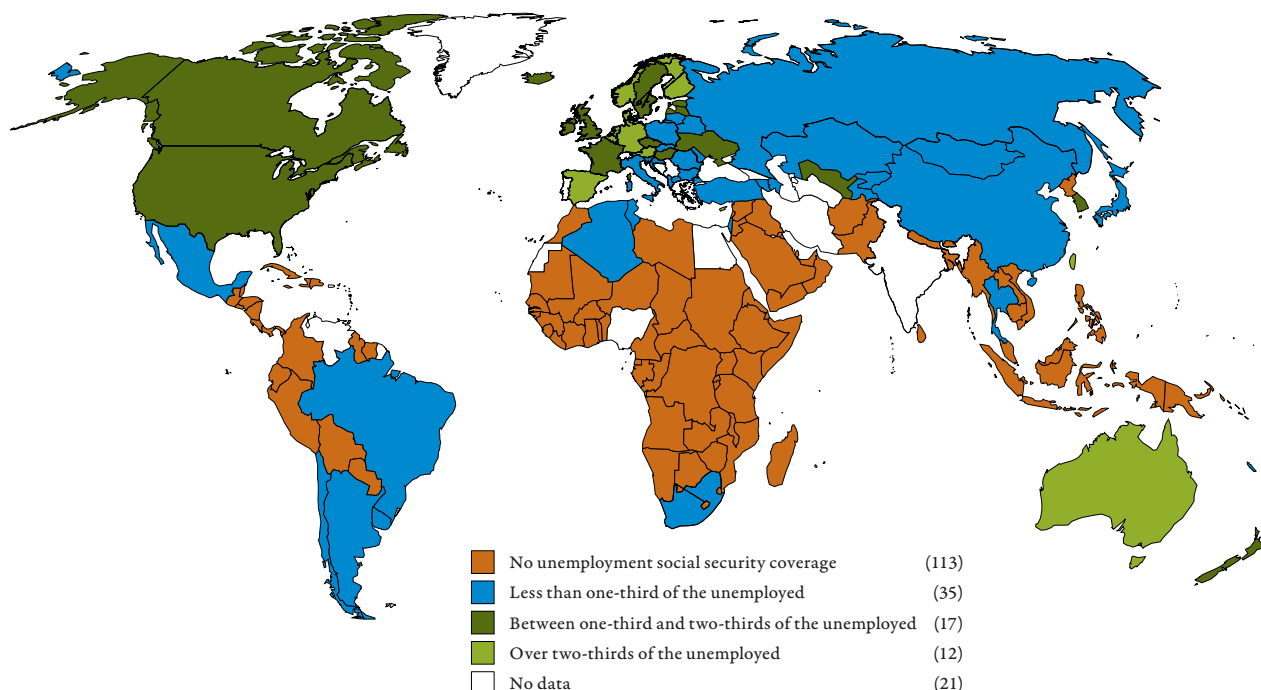 No unemployment social security coverage (113)
Less than one-third of the unemployed (35)
Between one-third and two-thirds of the unemployed (17)
Over two-thirds of the unemployed (12)
No data (21)